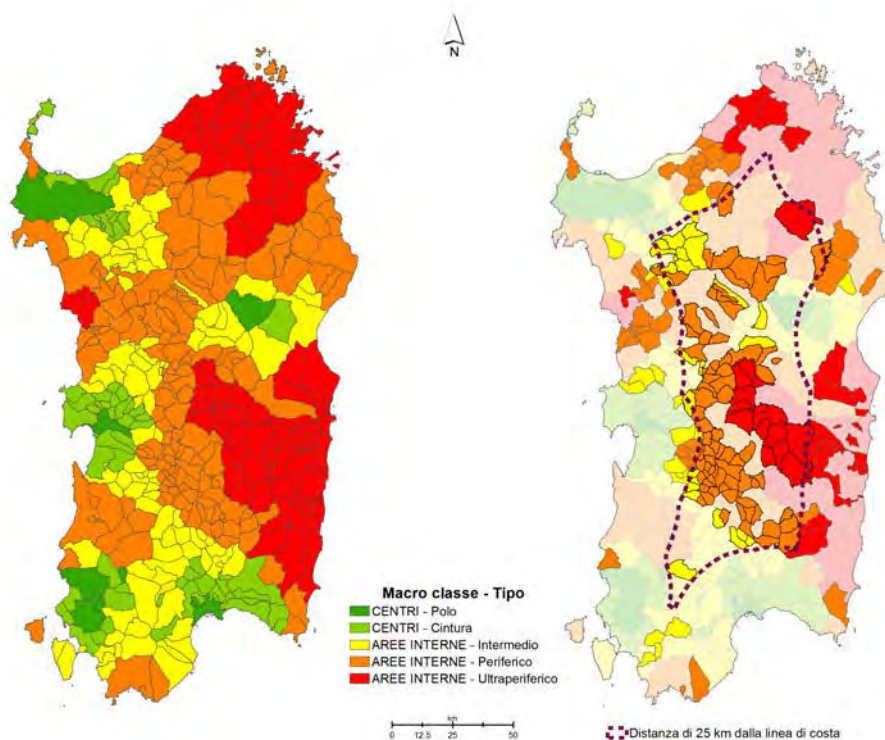 N
Macro classe - Tipo
CENTRI - Polo
CENTRI - Cintura
AREE INTERNE - Intermedio
AREE INTERNE - Periferico
AREE INTERNE - Ultraperiferico
km
0 12.5 25 50
Distanza di 25 km dalla linea di costa